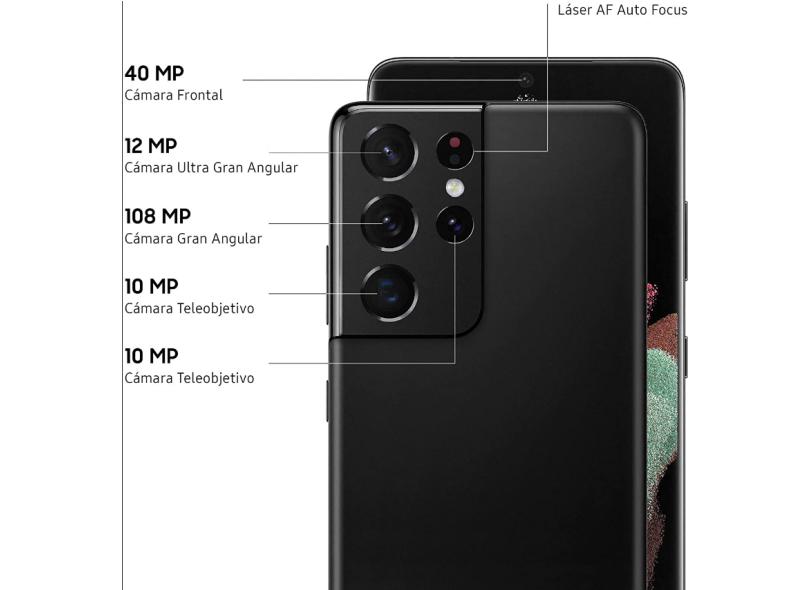 Láser AF Auto Focus
40 MP
Cámara Frontal
12 MP
Cámara Ultra Gran Angular
108 MP
Cámara Gran Angular
10 MP
Cámara Teleobjetivo
10 MP
Cámara Teleobjetivo